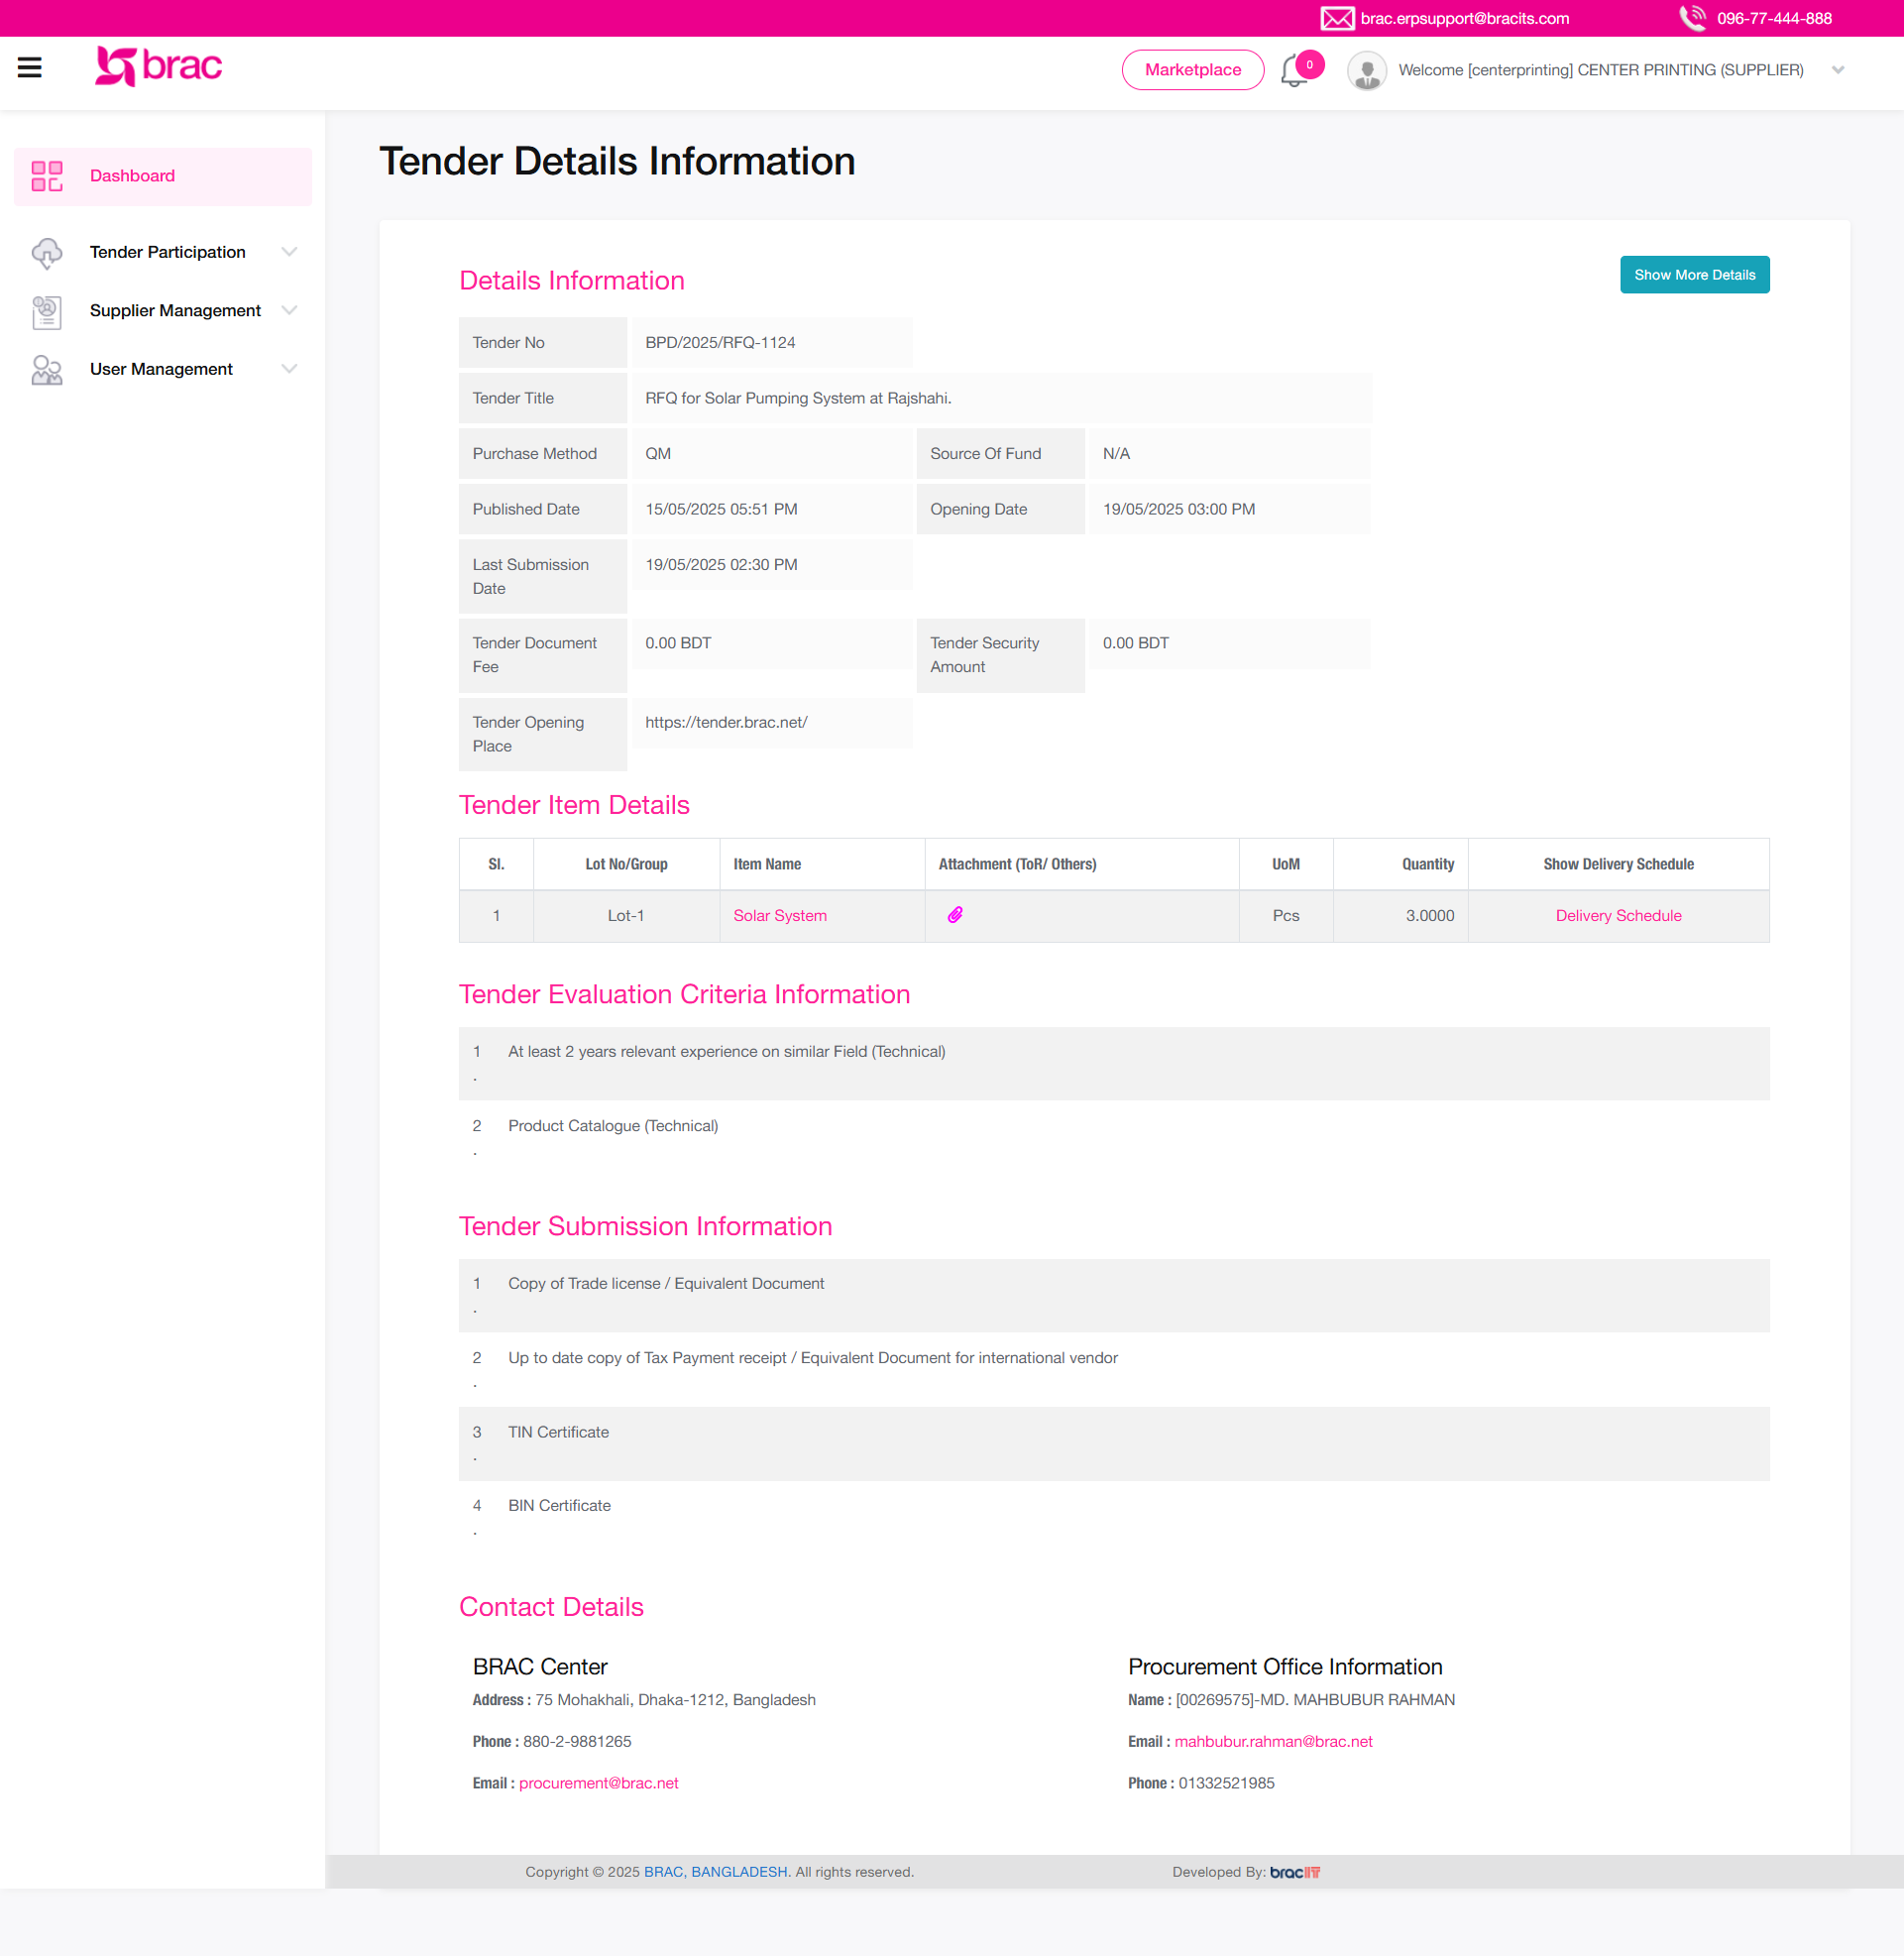 brac.erpsupport@bracits.com 096-77-444-888
brac Marketplace 0 Welcome [centerprinting] CENTER PRINTING (SUPPLIER)
Dashboard
Tender Participation
Supplier Management
User Management
Tender Details Information
Details Information Show More Details
Tender No BPD/2025/RFQ-1124
Tender Title RFQ for Solar Pumping System at Rajshahi.
Purchase Method QM Source Of Fund N/A
Published Date 15/05/2025 05:51 PM Opening Date 19/05/2025 03:00 PM
Last Submission Date 19/05/2025 02:30 PM
Tender Document Fee 0.00 BDT Tender Security Amount 0.00 BDT
Tender Opening Place https://tender.brac.net/
Tender Item Details
Sl. Lot No/Group Item Name Attachment (ToR/ Others) UoM Quantity Show Delivery Schedule
1 Lot-1 Solar System Pcs 3.0000 Delivery Schedule
Tender Evaluation Criteria Information
1. At least 2 years relevant experience on similar Field (Technical)
2. Product Catalogue (Technical)
Tender Submission Information
1. Copy of Trade license / Equivalent Document
2. Up to date copy of Tax Payment receipt / Equivalent Document for international vendor
3. TIN Certificate
4. BIN Certificate
Contact Details
BRAC Center
Address : 75 Mohakhali, Dhaka-1212, Bangladesh
Phone : 880-2-9881265
Email : procurement@brac.net
Procurement Office Information
Name : [00269575]-MD. MAHBUBUR RAHMAN
Email : mahbubur.rahman@brac.net
Phone : 01332521985
Copyright © 2025 BRAC, BANGLADESH. All rights reserved. Developed By: bracIT